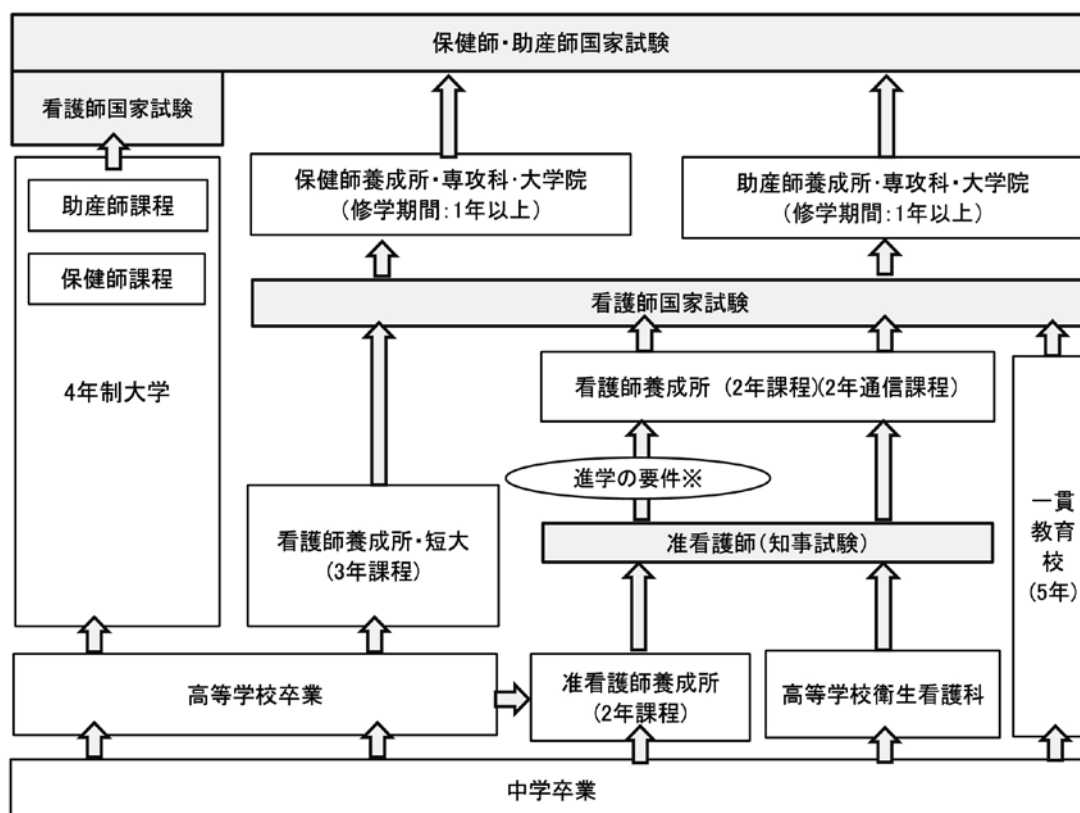 保健師・助産師国家試験
看護師国家試験
助産師課程
保健師課程
4年制大学
保健師養成所・専攻科・大学院
(修学期間:1年以上)
助産師養成所・専攻科・大学院
(修学期間:1年以上)
看護師国家試験
看護師養成所 (2年課程)(2年通信課程)
進学の要件※
看護師養成所・短大
(3年課程)
准看護師(知事試験)
一貫
教育
校
(5年)
高等学校卒業
准看護師養成所
(2年課程)
高等学校衛生看護科
中学卒業